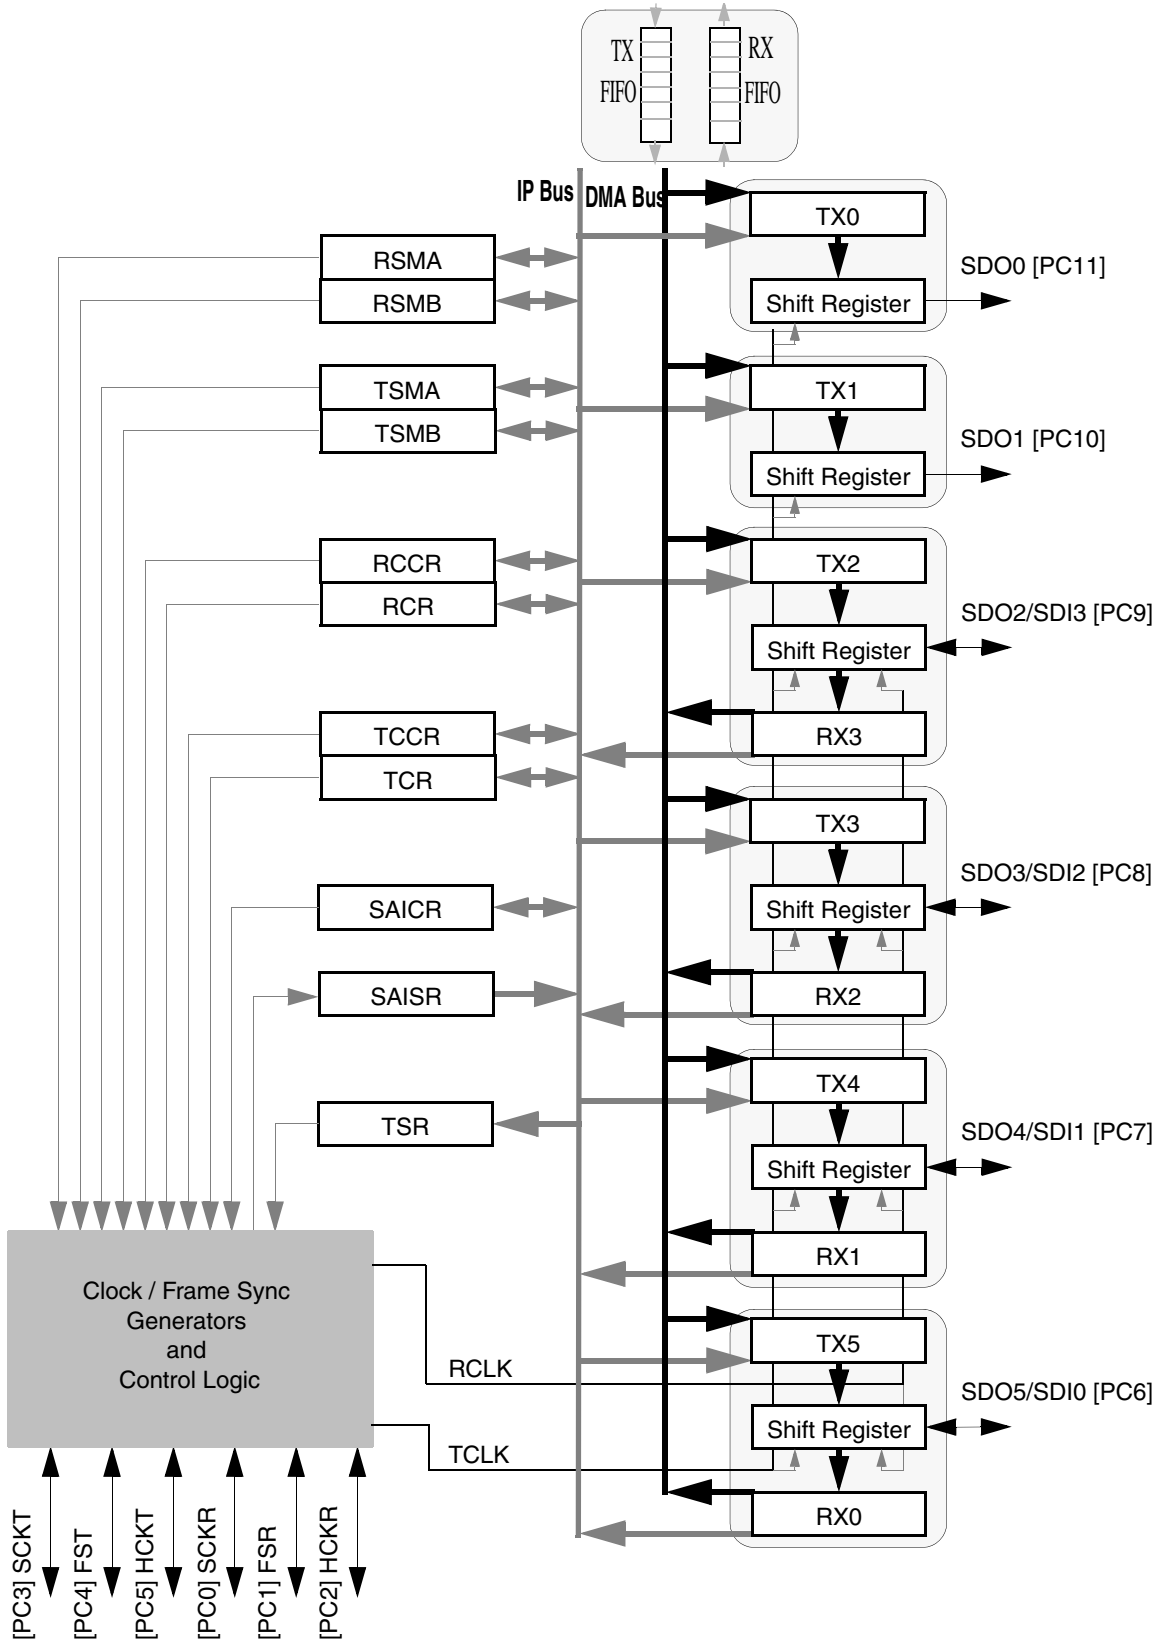 TX
FIFO
RX
FIFO
IP Bus
DMA Bus
TX0
Shift Register
SDO0 [PC11]
RSMA
RSMB
TX1
Shift Register
SDO1 [PC10]
TSMA
TSMB
TX2
Shift Register
RX3
SDO2/SDI3 [PC9]
RCCR
RCR
TCCR
TCR
TX3
Shift Register
RX2
SDO3/SDI2 [PC8]
SAICR
SAISR
TX4
Shift Register
RX1
SDO4/SDI1 [PC7]
TSR
Clock / Frame Sync
Generators
and
Control Logic
RCLK
TCLK
TX5
Shift Register
RX0
SDO5/SDI0 [PC6]
[PC3] SCKT
[PC4] FST
[PC5] HCKT
[PC0] SCKR
[PC1] FSR
[PC2] HCKR